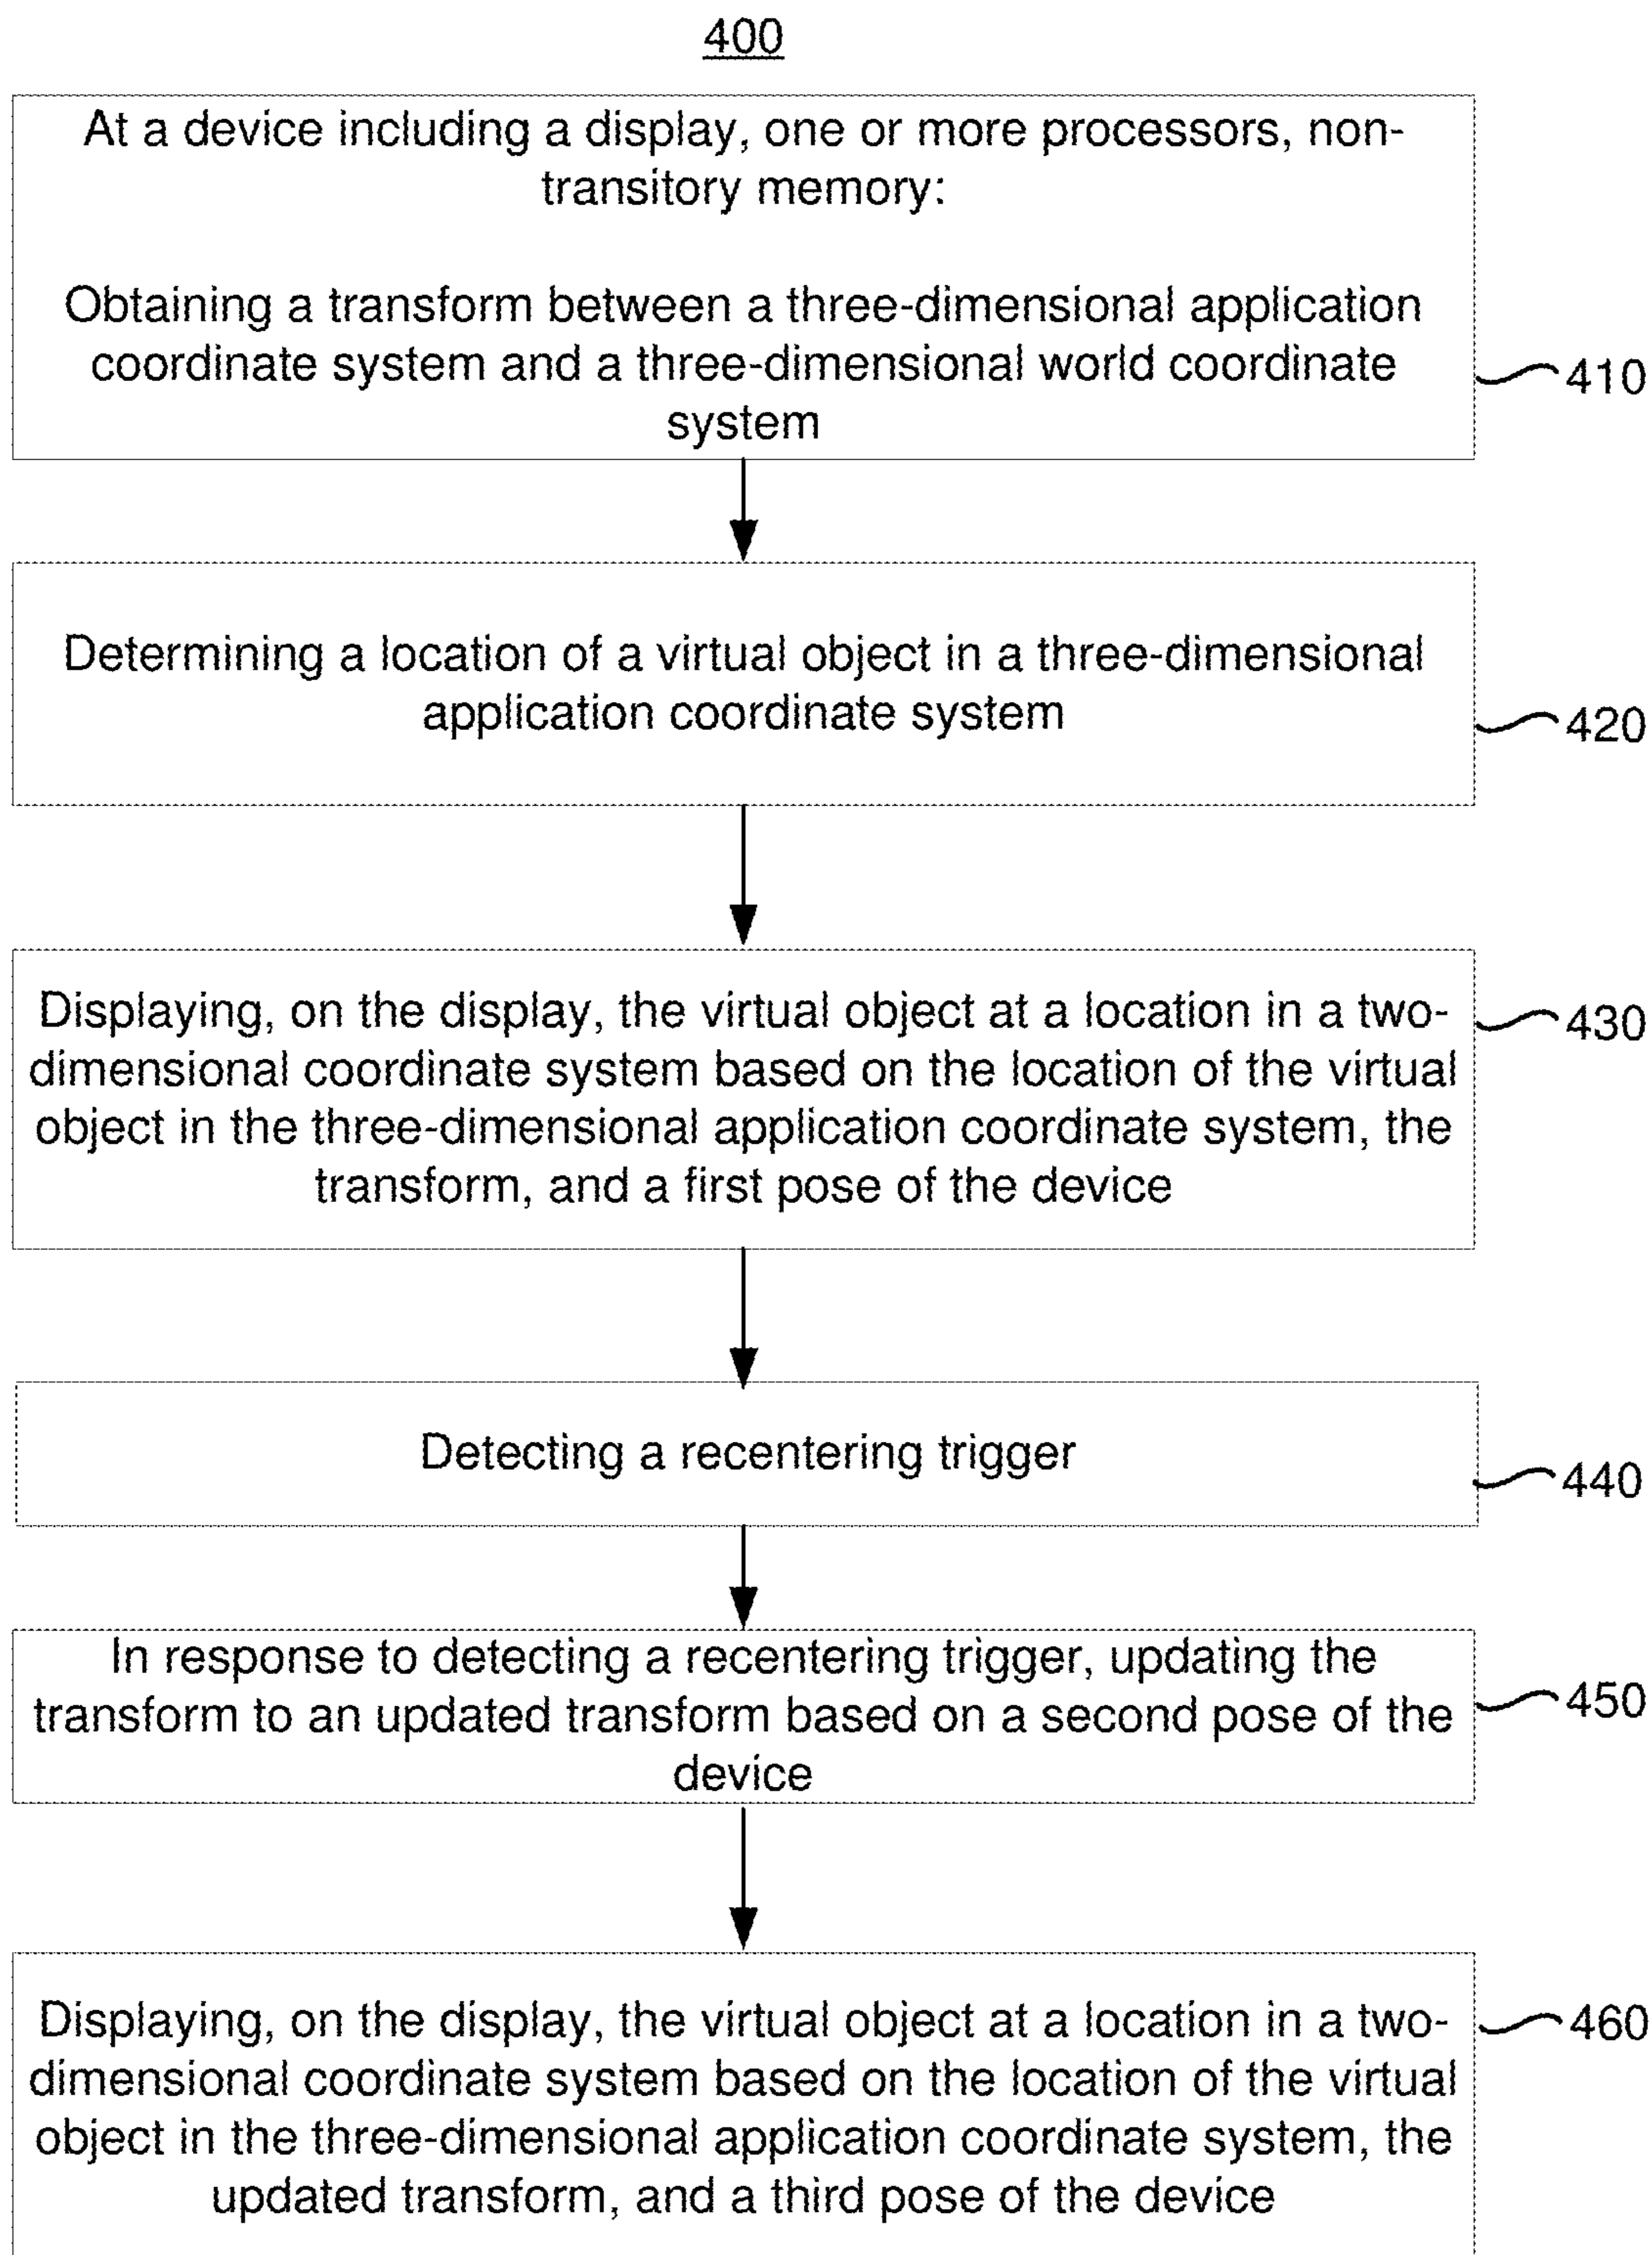 400
At a device including a display, one or more processors, non-
transitory memory:
Obtaining a transform between a three-dimensional application
coordinate system and a three-dimensional world coordinate
system
410
Determining a location of a virtual object in a three-dimensional
application coordinate system
420
Displaying, on the display, the virtual object at a location in a two-
dimensional coordinate system based on the location of the virtual
object in the three-dimensional application coordinate system, the
transform, and a first pose of the device
430
Detecting a recentering trigger
440
In response to detecting a recentering trigger, updating the
transform to an updated transform based on a second pose of the
device
450
Displaying, on the display, the virtual object at a location in a two-
dimensional coordinate system based on the location of the virtual
object in the three-dimensional application coordinate system, the
updated transform, and a third pose of the device
460